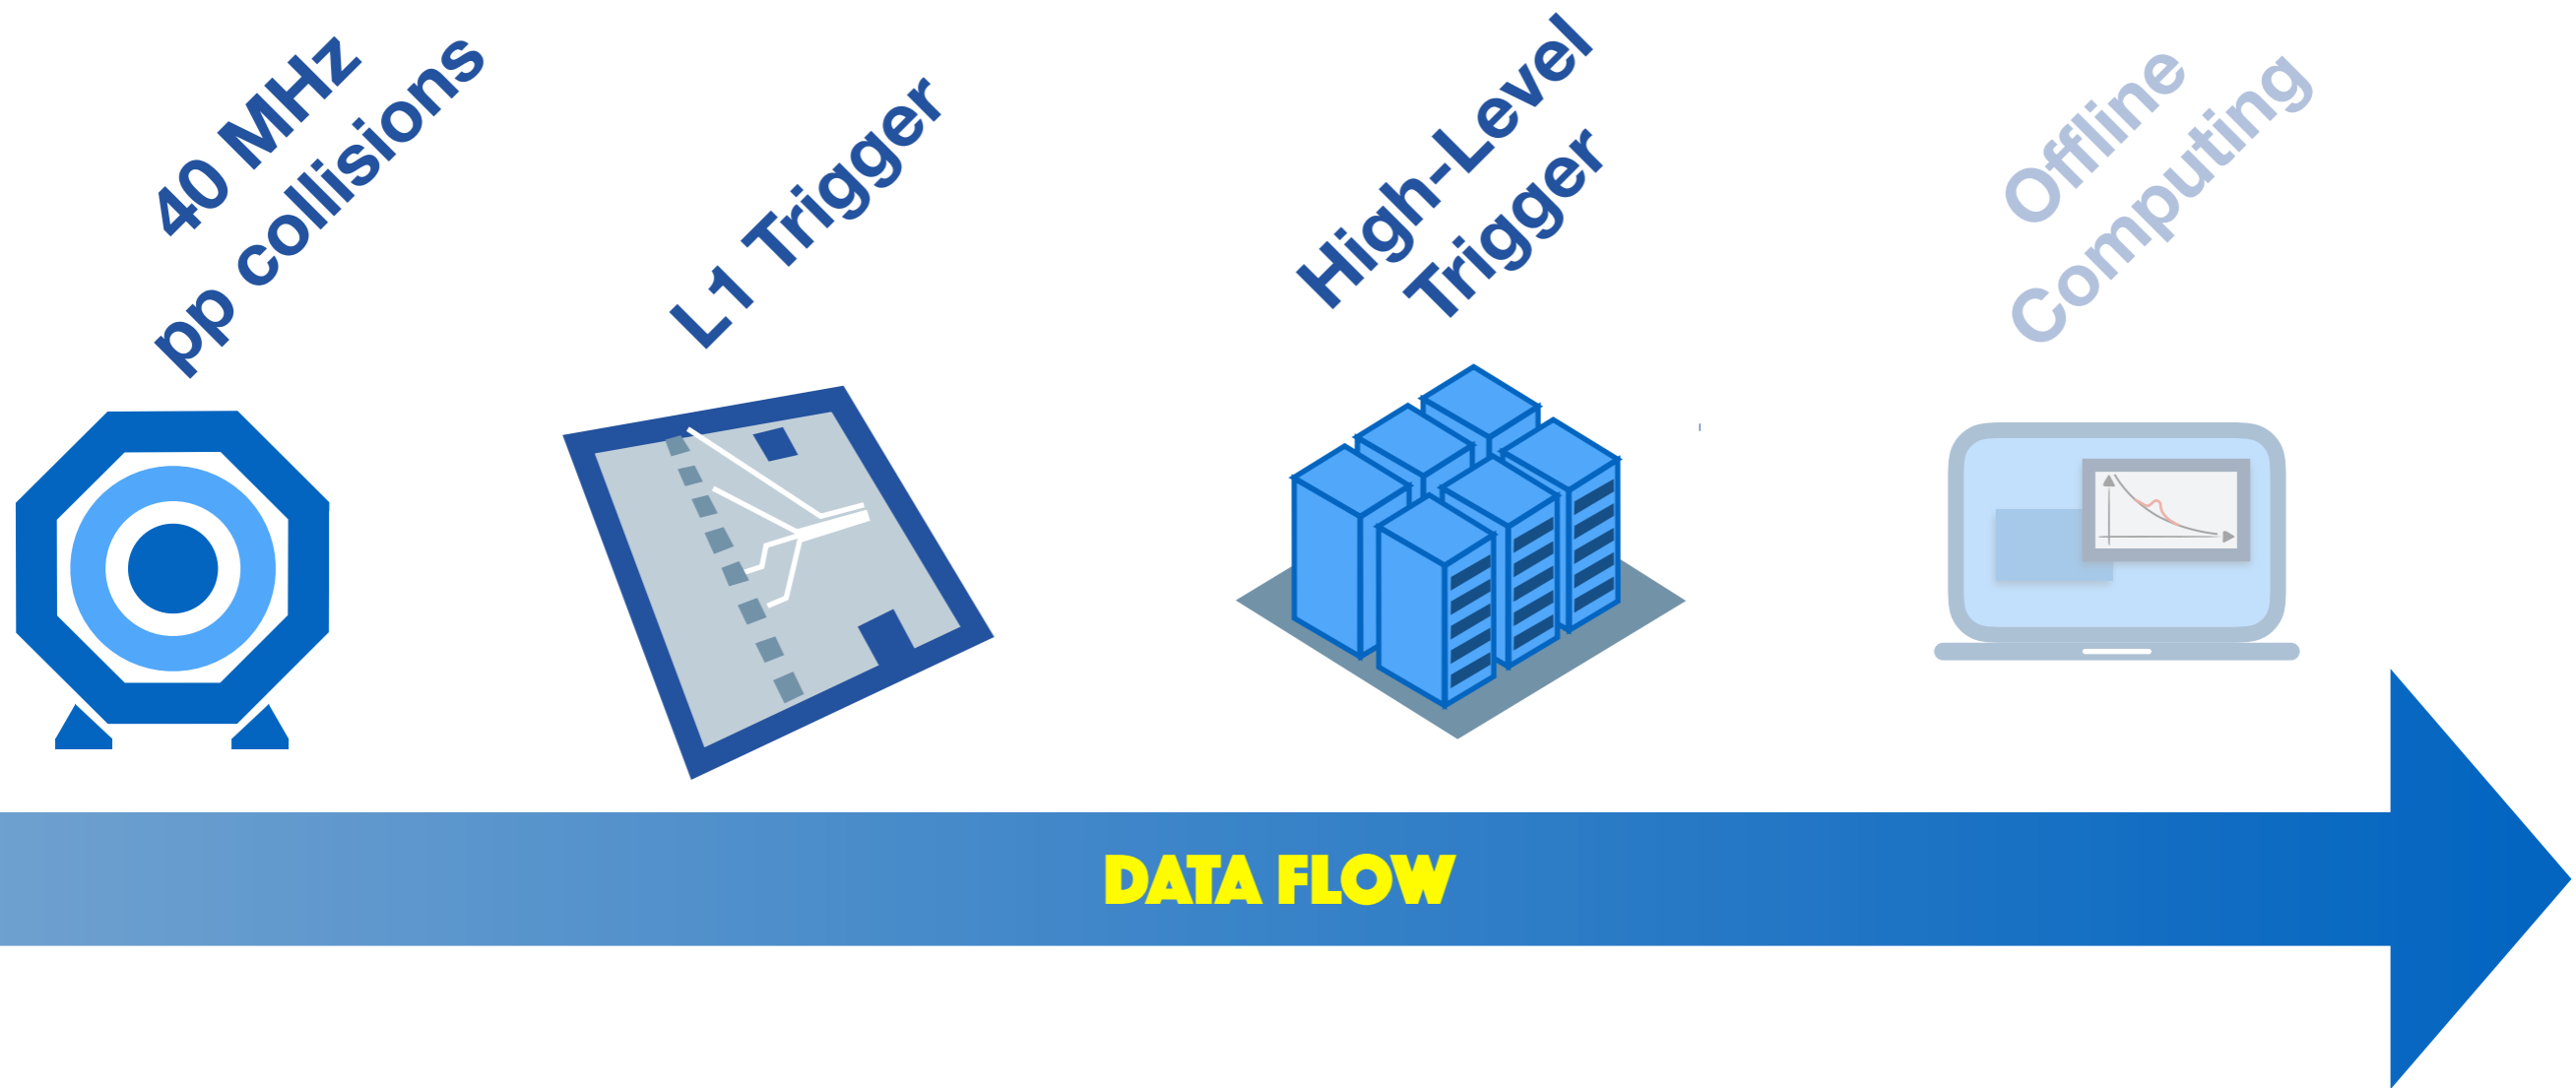 40 MHz
pp collisions
L1 Trigger
High-Level
Trigger
Offline
Computing
DATA FLOW